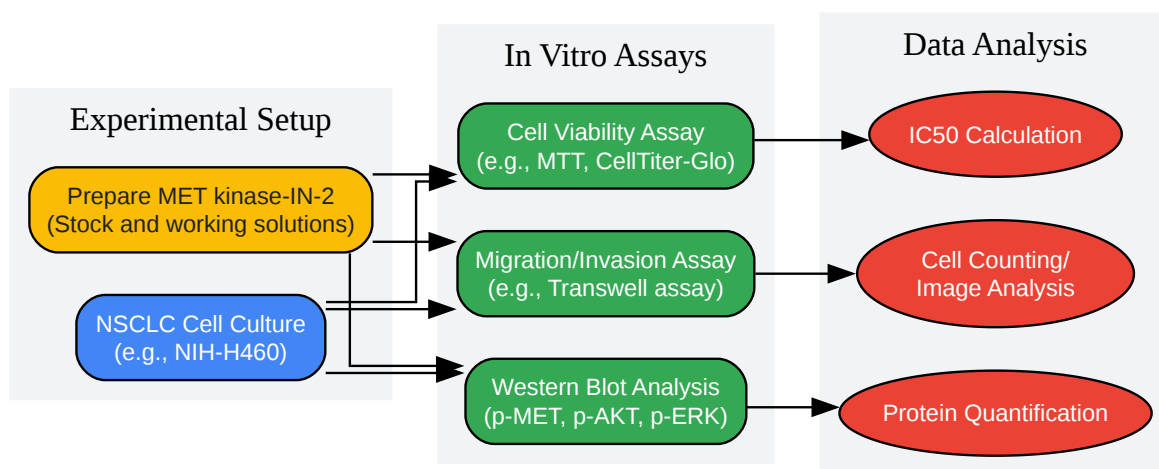 Experimental Setup
Prepare MET kinase-IN-2
(Stock and working solutions)
NSCLC Cell Culture
(e.g., NIH-H460)
In Vitro Assays
Cell Viability Assay
(e.g., MTT, CellTiter-Glo)
Migration/Invasion Assay
(e.g., Transwell assay)
Western Blot Analysis
(p-MET, p-AKT, p-ERK)
Data Analysis
IC50 Calculation
Cell Counting/
Image Analysis
Protein Quantification